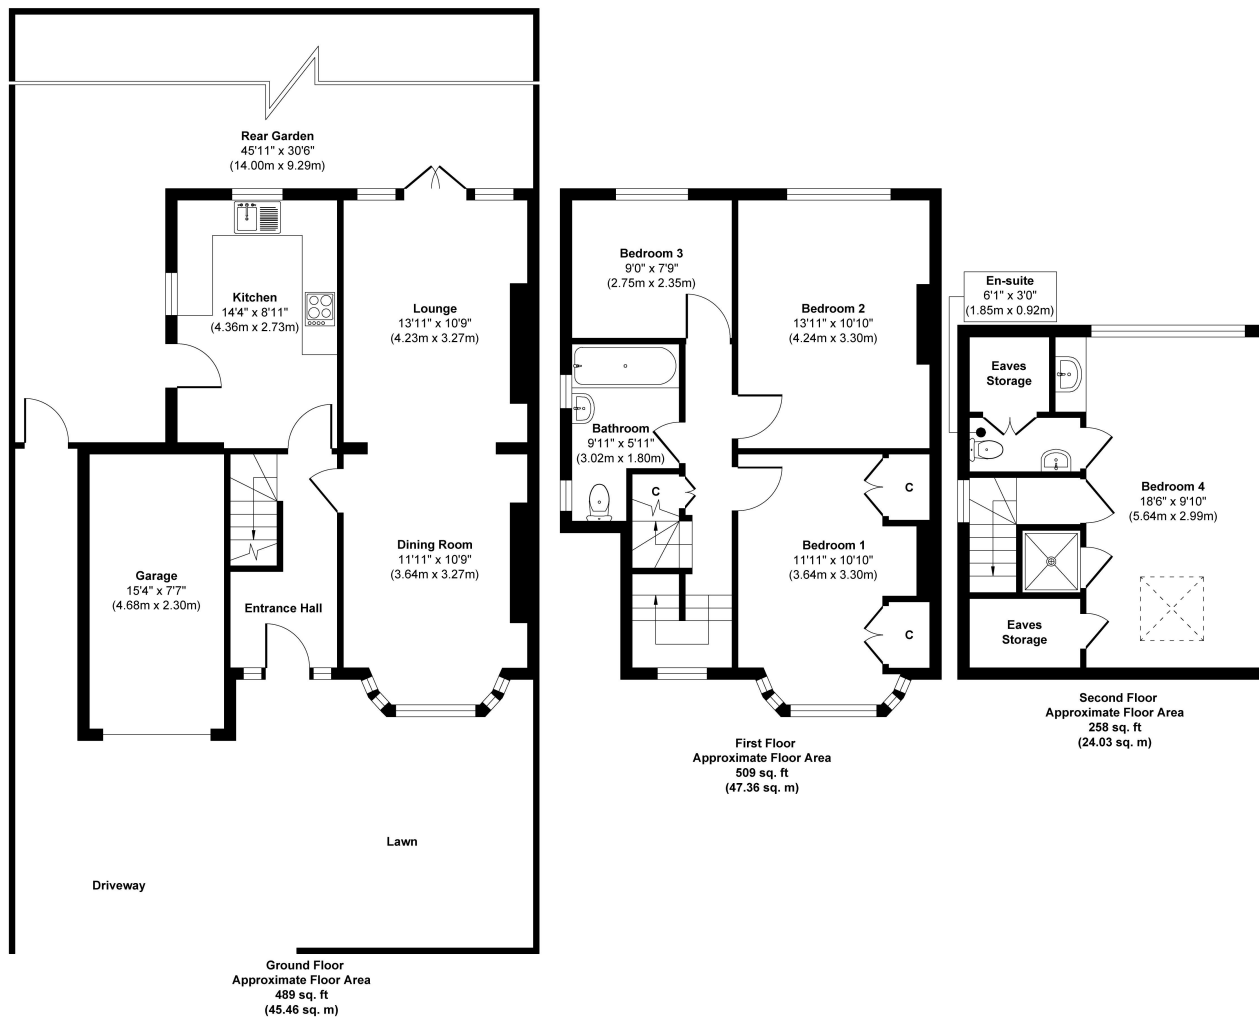 Rear Garden
45'11" x 30'6"
(14.00m x 9.29m)
Kitchen
14'4" x 8'11"
(4.36m x 2.73m)
Lounge
13'11" x 10'9"
(4.23m x 3.27m)
Dining Room
11'11" x 10'9"
(3.64m x 3.27m)
Garage
15'4" x 7'7"
(4.68m x 2.30m)
Entrance Hall
Lawn
Driveway
Ground Floor
Approximate Floor Area
489 sq. ft
(45.46 sq. m)
Bedroom 3
9'0" x 7'9"
(2.75m x 2.35m)
Bedroom 2
13'11" x 10'10"
(4.24m x 3.30m)
Bathroom
9'11" x 5'11"
(3.02m x 1.80m)
C
C
Bedroom 1
11'11" x 10'10"
(3.64m x 3.30m)
C
First Floor
Approximate Floor Area
509 sq. ft
(47.36 sq. m)
En-suite
6'1" x 3'0"
(1.85m x 0.92m)
Eaves
Storage
Bedroom 4
18'6" x 9'10"
(5.64m x 2.99m)
Eaves
Storage
Second Floor
Approximate Floor Area
258 sq. ft
(24.03 sq. m)